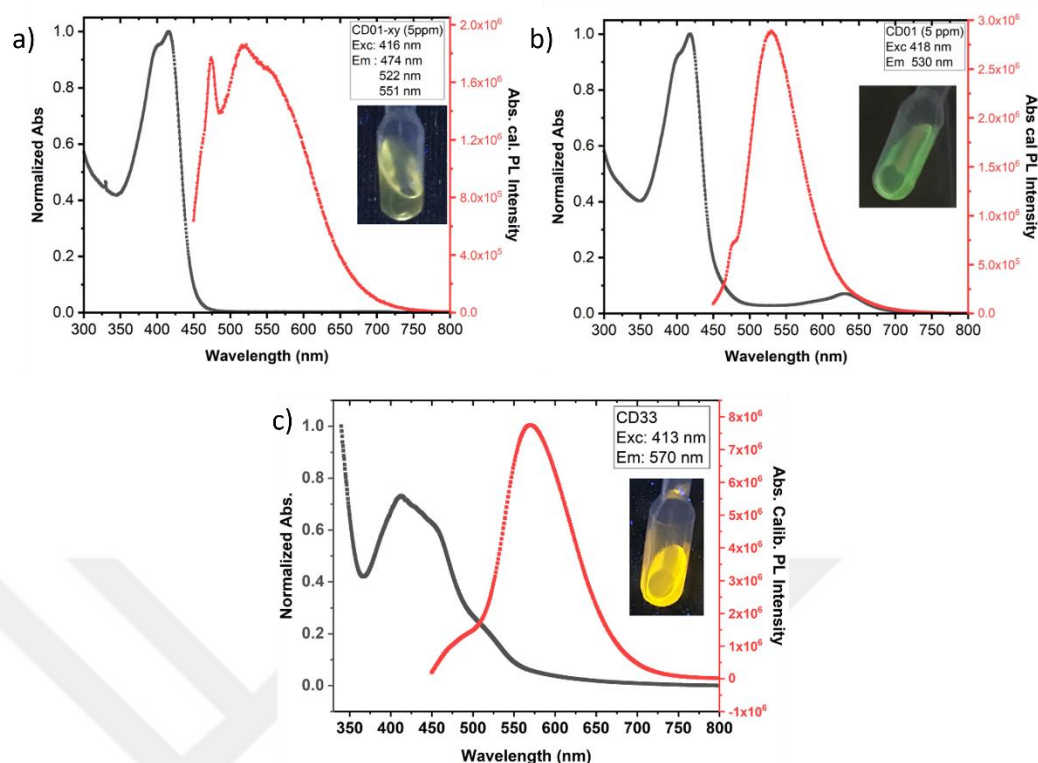 a)
CD01-xy (5ppm)
Exc: 416 nm
Em : 474 nm
522 nm
551 nm
Normalized Abs
1.0
0.8
0.6
0.4
0.2
0.0
2.0x10⁶
1.6x10⁶
1.2x10⁶
8.0x10⁵
4.0x10⁵
0.0
Abs. cal. PL Intensity
300 350 400 450 500 550 600 650 700 750 800
Wavelength (nm)
b)
CD01 (5 ppm)
Exc 418 nm
Em 530 nm
Normalized Abs
1.0
0.8
0.6
0.4
0.2
0.0
3.0x10⁶
2.5x10⁶
2.0x10⁶
1.5x10⁶
1.0x10⁶
5.0x10⁵
0.0
Abs cal PL Intensity
300 350 400 450 500 550 600 650 700 750 800
Wavelength (nm)
c)
CD33
Exc: 413 nm
Em: 570 nm
Normalized Abs.
1.0
0.8
0.6
0.4
0.2
0.0
8x10⁶
7x10⁶
6x10⁶
5x10⁶
4x10⁶
3x10⁶
2x10⁶
1x10⁶
0
-1x10⁶
Abs. Calib. PL Intensity
350 400 450 500 550 600 650 700 750 800
Wavelength (nm)